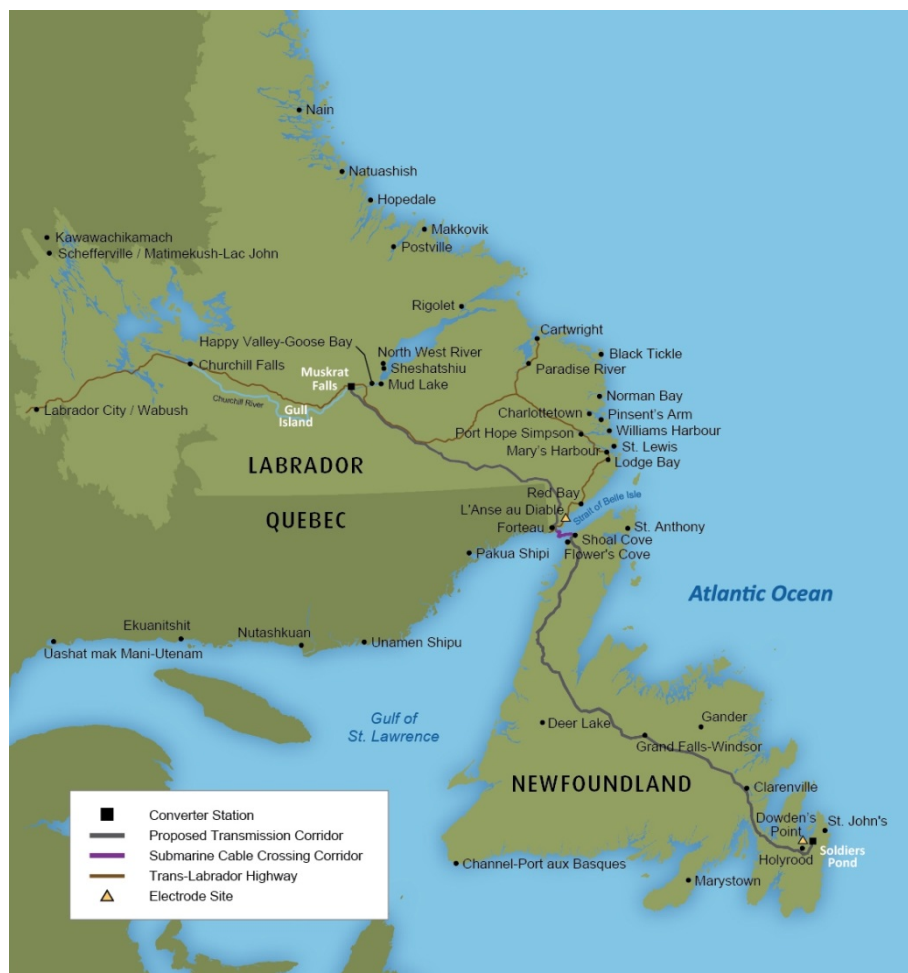 Nain
Natuashish
Hopedale
Makkovik
Kawawachikamach
Postville
Schefferville / Matimekush-Lac John
Rigolet
Cartwright
Happy Valley-Goose Bay
North West River
Black Tickle
Churchill Falls
Sheshatshiu
Paradise River
Muskrat
Falls
Mud Lake
Norman Bay
Churchill River
Labrador City / Wabush
Gull
Island
Charlottetown
Pinsent's Arm
Williams Harbour
Port Hope Simpson
St. Lewis
Mary's Harbour
Lodge Bay
LABRADOR
Red Bay
L'Anse au Diable
Strait of Belle Isle
QUEBEC
Forteau
St. Anthony
Shoal Cove
Pakua Shipi
Flower's Cove
Atlantic Ocean
Ekuanitshit
Nutashkuan
Unamen Shipu
Uashat mak Mani-Utenam
Gulf of
St. Lawrence
Deer Lake
Gander
Grand Falls-Windsor
NEWFOUNDLAND
Clarenville
Dowden's
Point
St. John's
Soldiers
Pond
Holyrood
Channel-Port aux Basques
Marystown
Converter Station
Proposed Transmission Corridor
Submarine Cable Crossing Corridor
Trans-Labrador Highway
Electrode Site